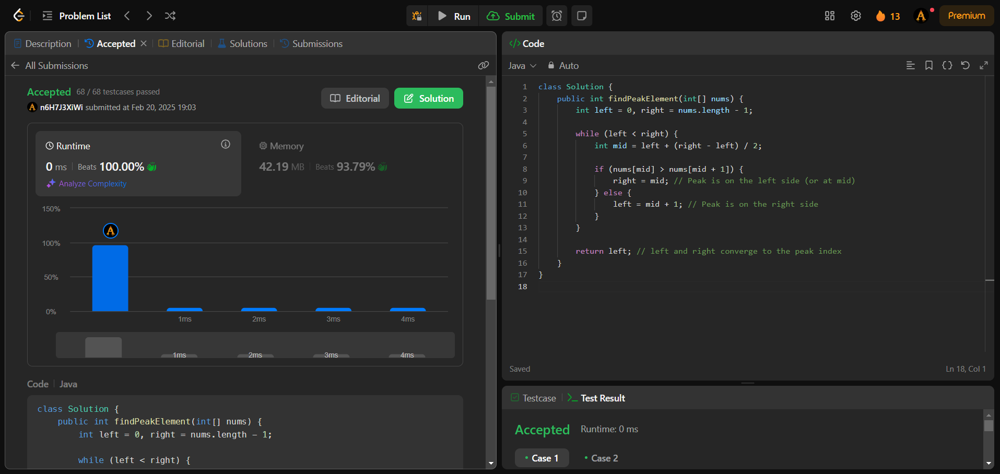 Problem List
Run
Submit
13
Premium
Description
Accepted
Editorial
Solutions
Submissions
All Submissions
Accepted 68 / 68 testcases passed
n6H7J3XiWi submitted at Feb 20, 2025 19:03
Editorial
Solution
Runtime
0 ms Beats 100.00%
Analyze Complexity
Memory
42.19 MB Beats 93.79%
150%
100%
50%
0%
1ms 2ms 3ms 4ms
1ms 2ms 3ms 4ms
Code Java
class Solution {
public int findPeakElement(int[] nums) {
int left = 0, right = nums.length - 1;
while (left < right) {
</> Code
Java Auto
1 class Solution {
2 public int findPeakElement(int[] nums) {
3 int left = 0, right = nums.length - 1;
4
5 while (left < right) {
6 int mid = left + (right - left) / 2;
7
8 if (nums[mid] > nums[mid + 1]) {
9 right = mid; // Peak is on the left side (or at mid)
10 } else {
11 left = mid + 1; // Peak is on the right side
12 }
13 }
14
15 return left; // left and right converge to the peak index
16 }
17 }
18
Saved
Ln 18, Col 1
Testcase
Test Result
Accepted Runtime: 0 ms
Case 1
Case 2